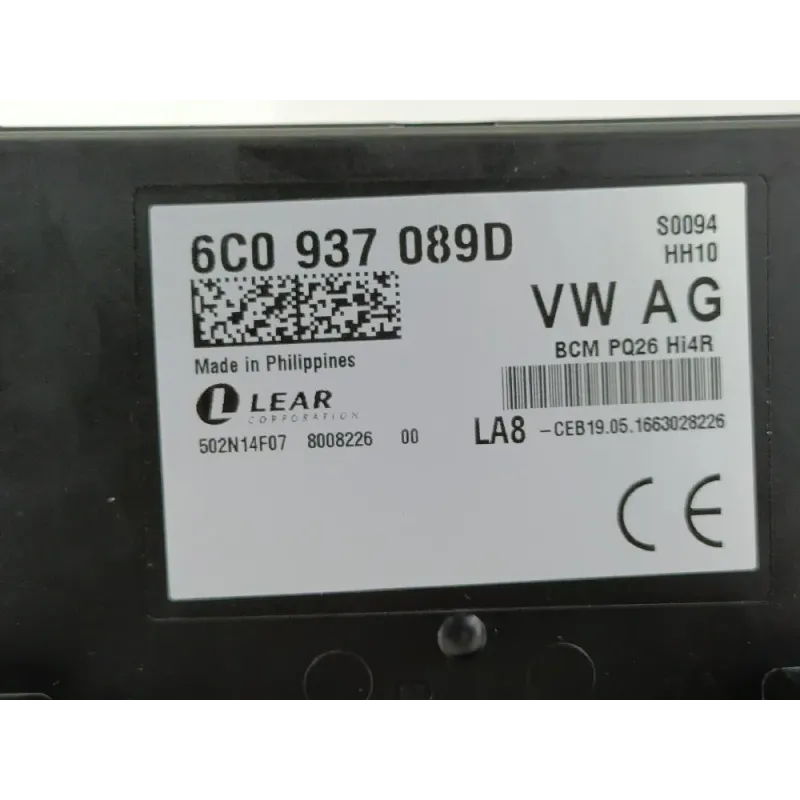 6C0 937 089D
S0094
HH10
VW AG
BCM PQ26 Hi4R
Made in Philippines
LEAR
CORPORATION
502N14F07 8008226 00
LA8 -CEB19.05.1663028226
CE